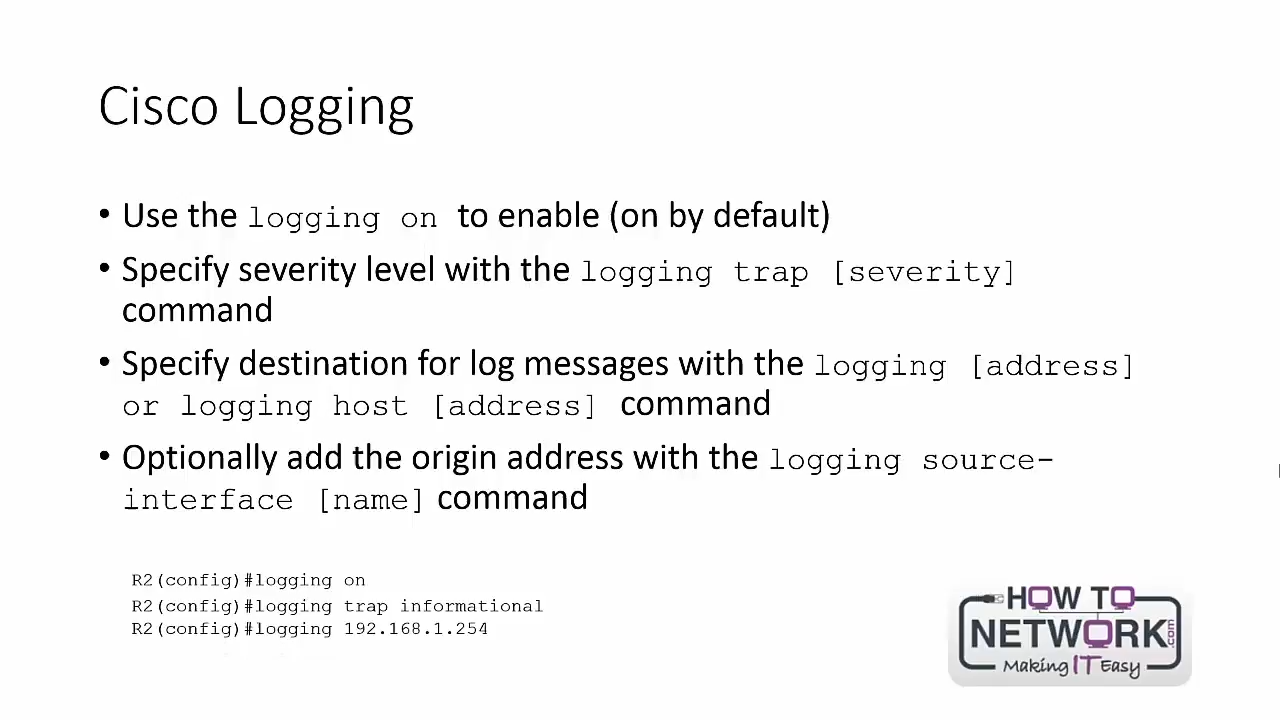 Cisco Logging
• Use the logging on to enable (on by default)
• Specify severity level with the logging trap [severity]
command
• Specify destination for log messages with the logging [address]
or logging host [address] command
• Optionally add the origin address with the logging source-
interface [name] command
R2(config)#logging on
R2(config)#logging trap informational
R2(config)#logging 192.168.1.254
HOW TO
NETWORK.com
Making IT Easy